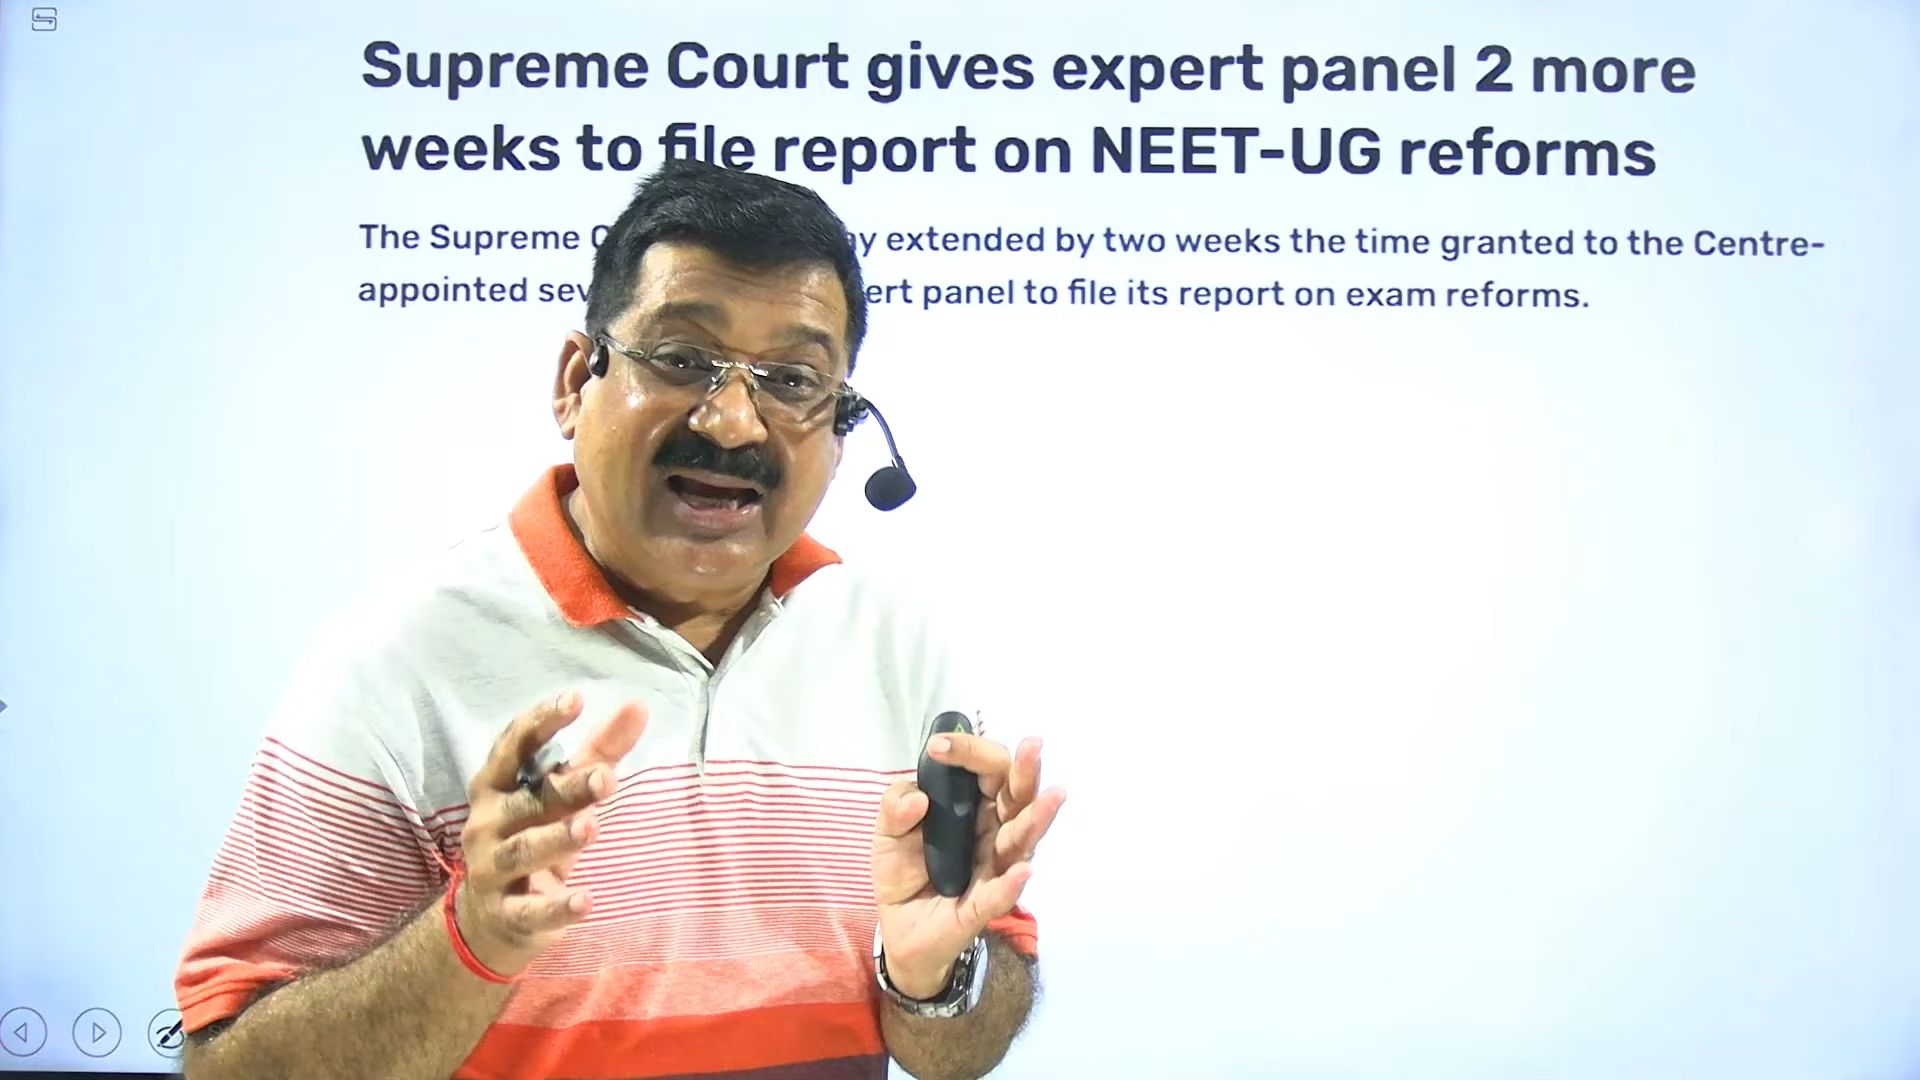 Supreme Court gives expert panel 2 more
weeks to file report on NEET-UG reforms
The Supreme ay extended by two weeks the time granted to the Centre-
appointed sev ert panel to file its report on exam reforms.